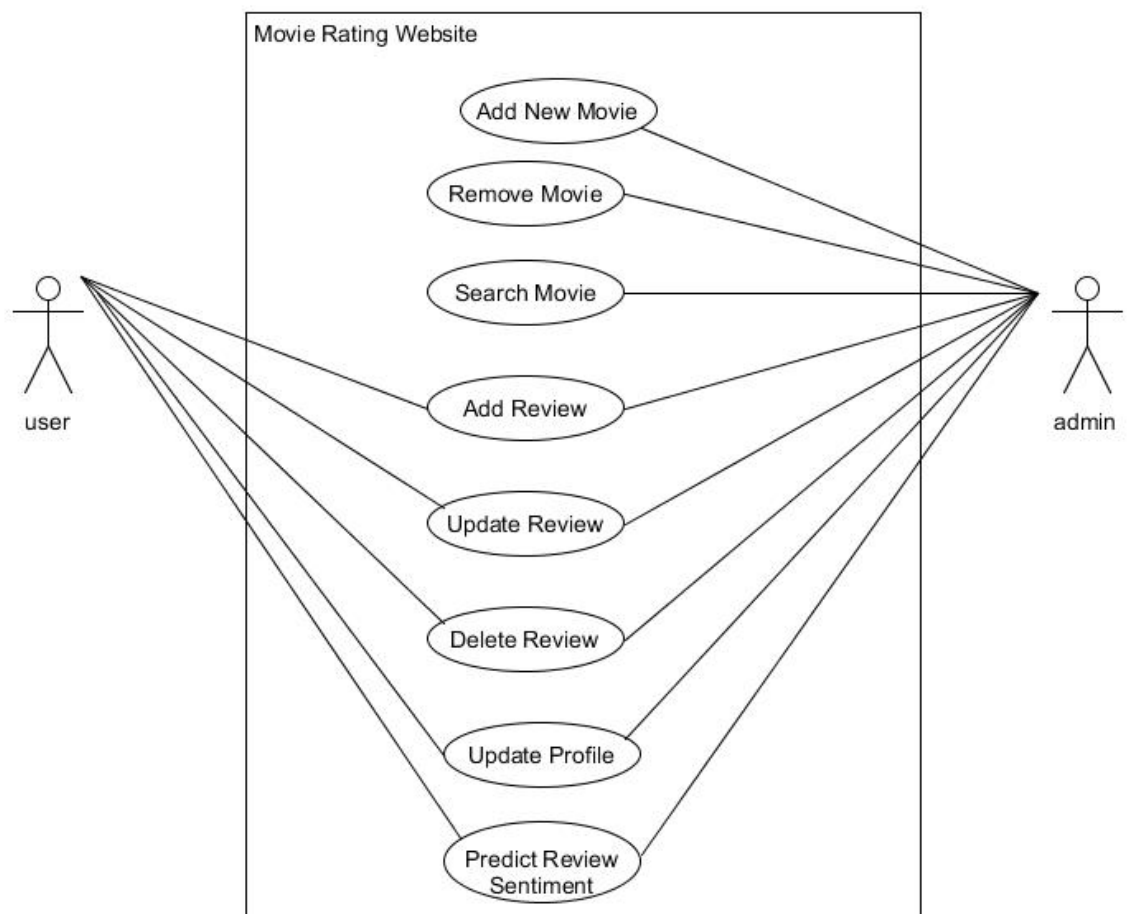 Movie Rating Website
Add New Movie
Remove Movie
Search Movie
Add Review
user
admin
Update Review
Delete Review
Update Profile
Predict Review
Sentiment